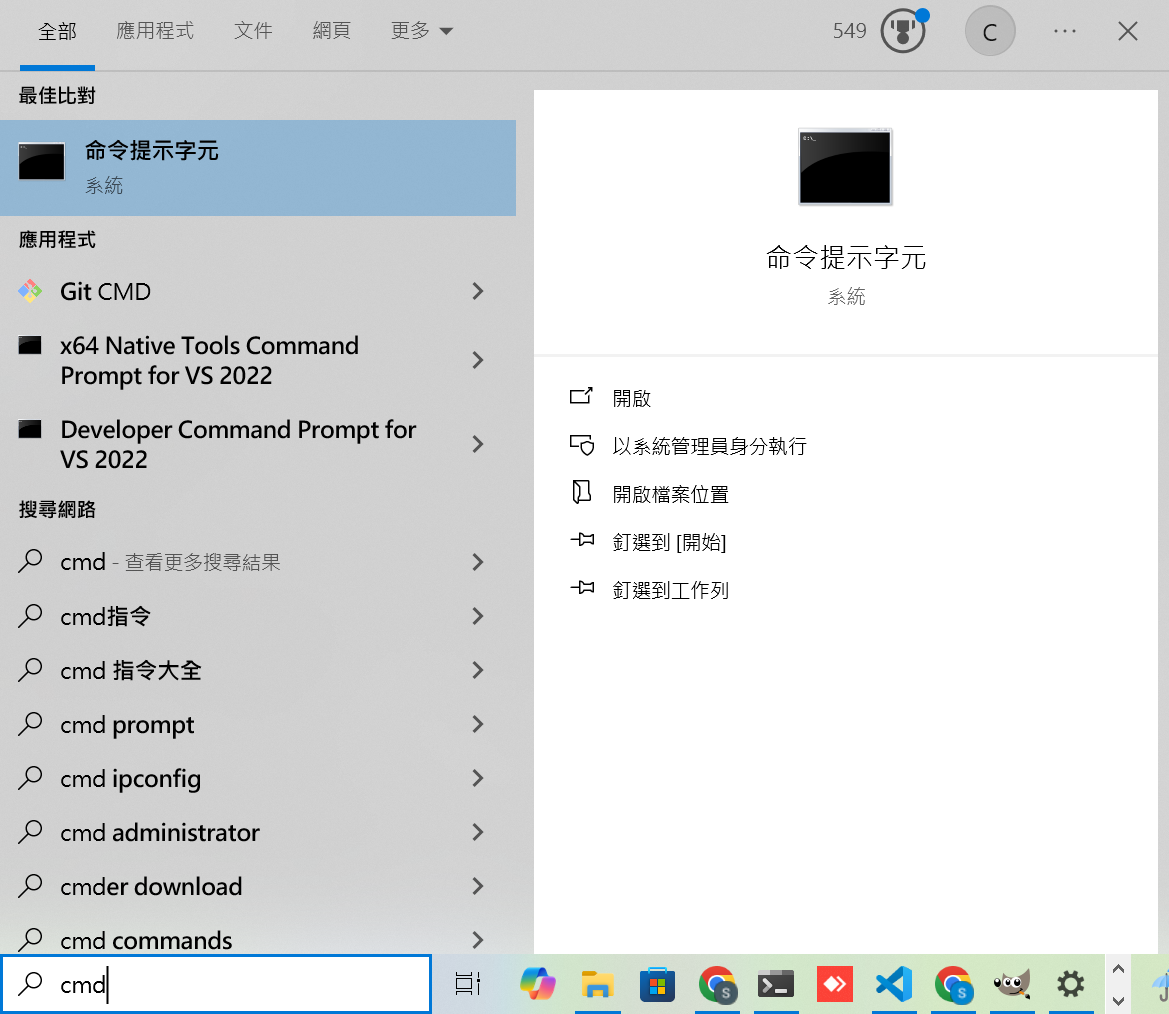 全部 應用程式 文件 網頁 更多 549 C
最佳比對
命令提示字元
系統
應用程式
Git CMD
x64 Native Tools Command
Prompt for VS 2022
Developer Command Prompt for
VS 2022
搜尋網路
cmd - 查看更多搜尋結果
cmd指令
cmd 指令大全
cmd prompt
cmd ipconfig
cmd administrator
cmder download
cmd commands
cmd
命令提示字元
系統
開啟
以系統管理員身分執行
開啟檔案位置
釘選到 [開始]
釘選到工作列
S
S